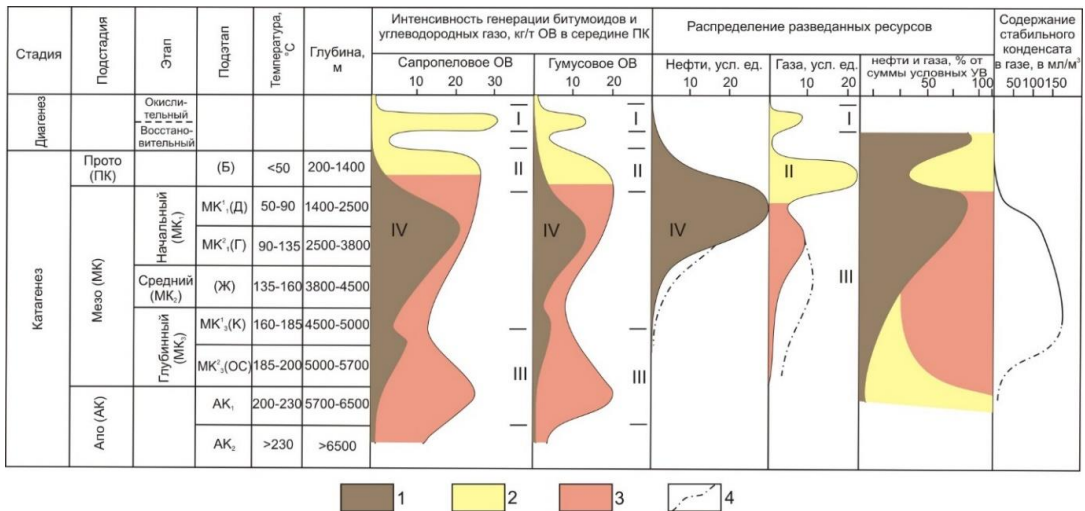 Стадия
Подстадия
Этап
Подэтап
Температура,
°С
Глубина,
м
Интенсивность генерации битумоидов и
углеводородных газо, кг/т ОВ в середине ПК
Сапропеловое ОВ
10 20 30
Гумусовое ОВ
10 20
Распределение разведанных ресурсов
Нефти, усл. ед.
10 20
Газа, усл. ед.
10 20
нефти и газа, % от
суммы условных УВ
50 100
Содержание
стабильного
конденсата
в газе, в мл/м³
50 100 150
Диагенез
Окисли-
тельный
Восстано-
вительный
I I I
Катагенез
Прото
(ПК)
(Б) <50 200-1400
II II II
Мезо (МК)
Начальный
(МК₁)
МК¹₁(Д) 50-90 1400-2500
IV IV IV
МК²₁(Г) 90-135 2500-3800
Средний
(МК₂)
(Ж) 135-160 3800-4500
III
Глубинный
(МК₃)
МК¹₃(К) 160-185 4500-5000
МК²₃(ОС) 185-200 5000-5700
III III
Апо (АК)
АК₁ 200-230 5700-6500
АК₂ >230 >6500
1 2 3 4